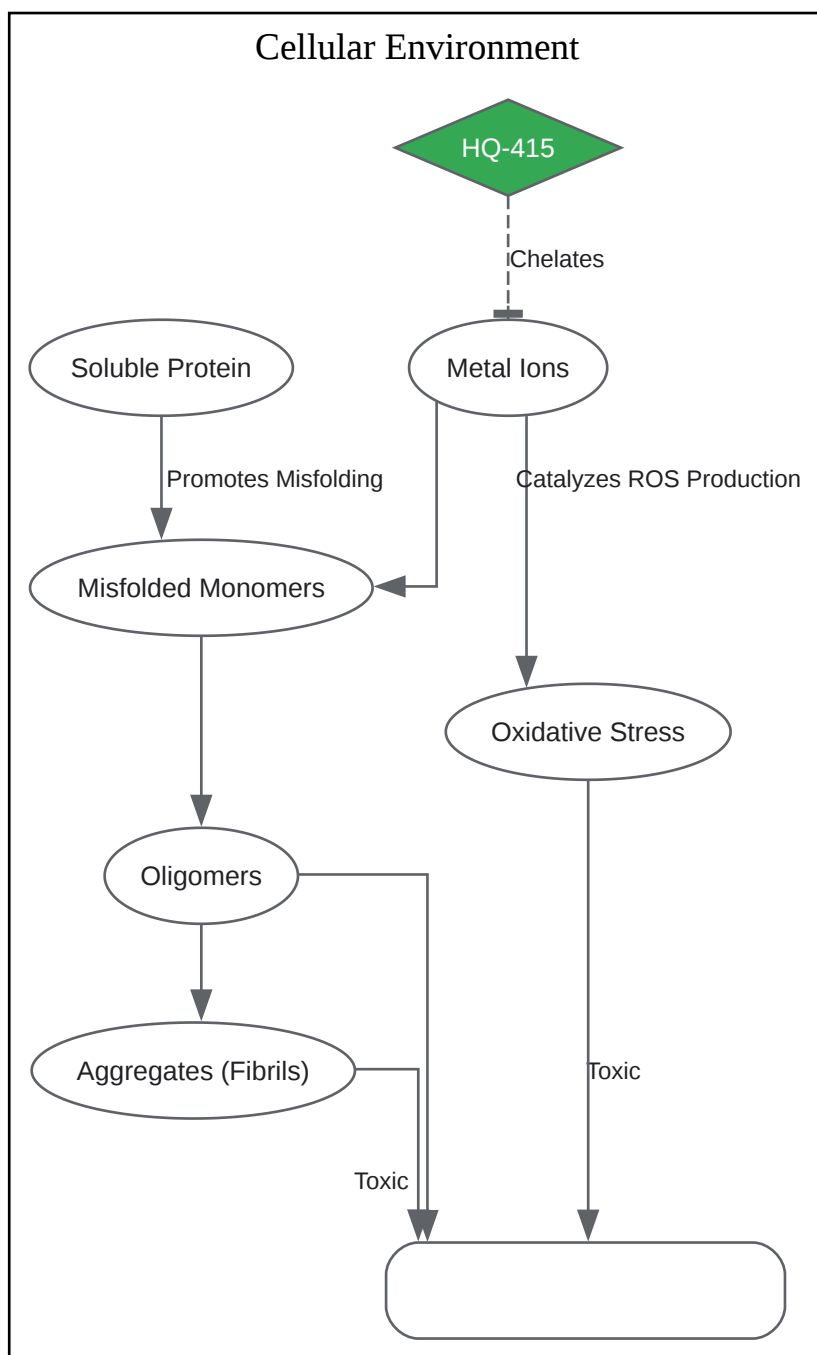 Cellular Environment
HQ-415
Chelates
Soluble Protein
Metal Ions
Promotes Misfolding
Catalyzes ROS Production
Misfolded Monomers
Oxidative Stress
Oligomers
Aggregates (Fibrils)
Toxic
Toxic